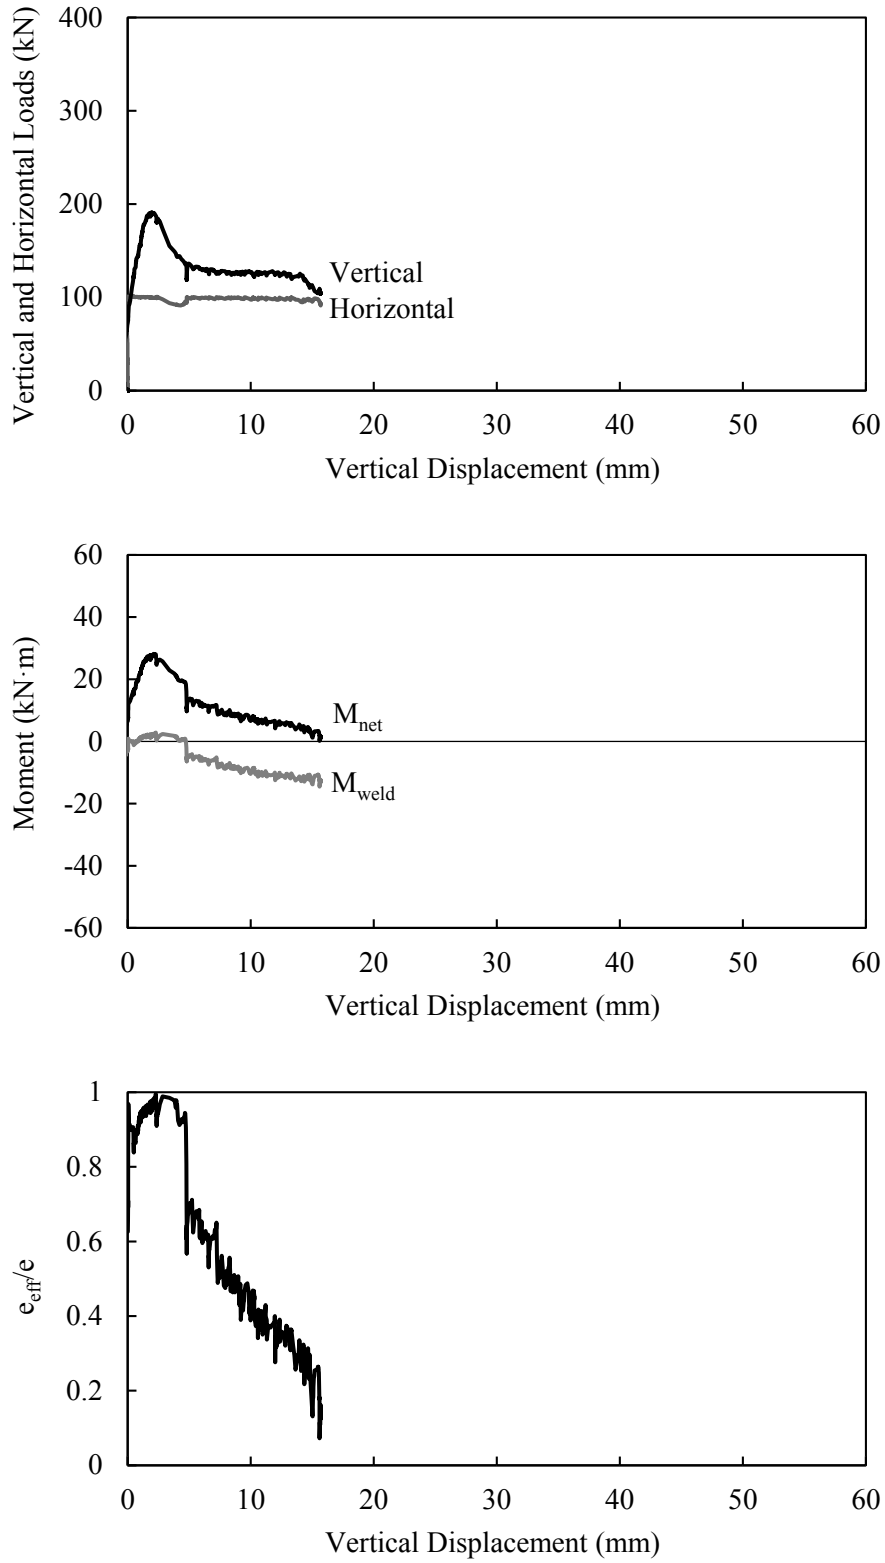 Vertical and Horizontal Loads (kN)
400
300
200
100
0
Vertical
Horizontal
0 10 20 30 40 50 60
Vertical Displacement (mm)
Moment (kN·m)
60
40
20
0
-20
-40
-60
M_net
M_weld
0 10 20 30 40 50 60
Vertical Displacement (mm)
e_eff/e
1
0.8
0.6
0.4
0.2
0
0 10 20 30 40 50 60
Vertical Displacement (mm)